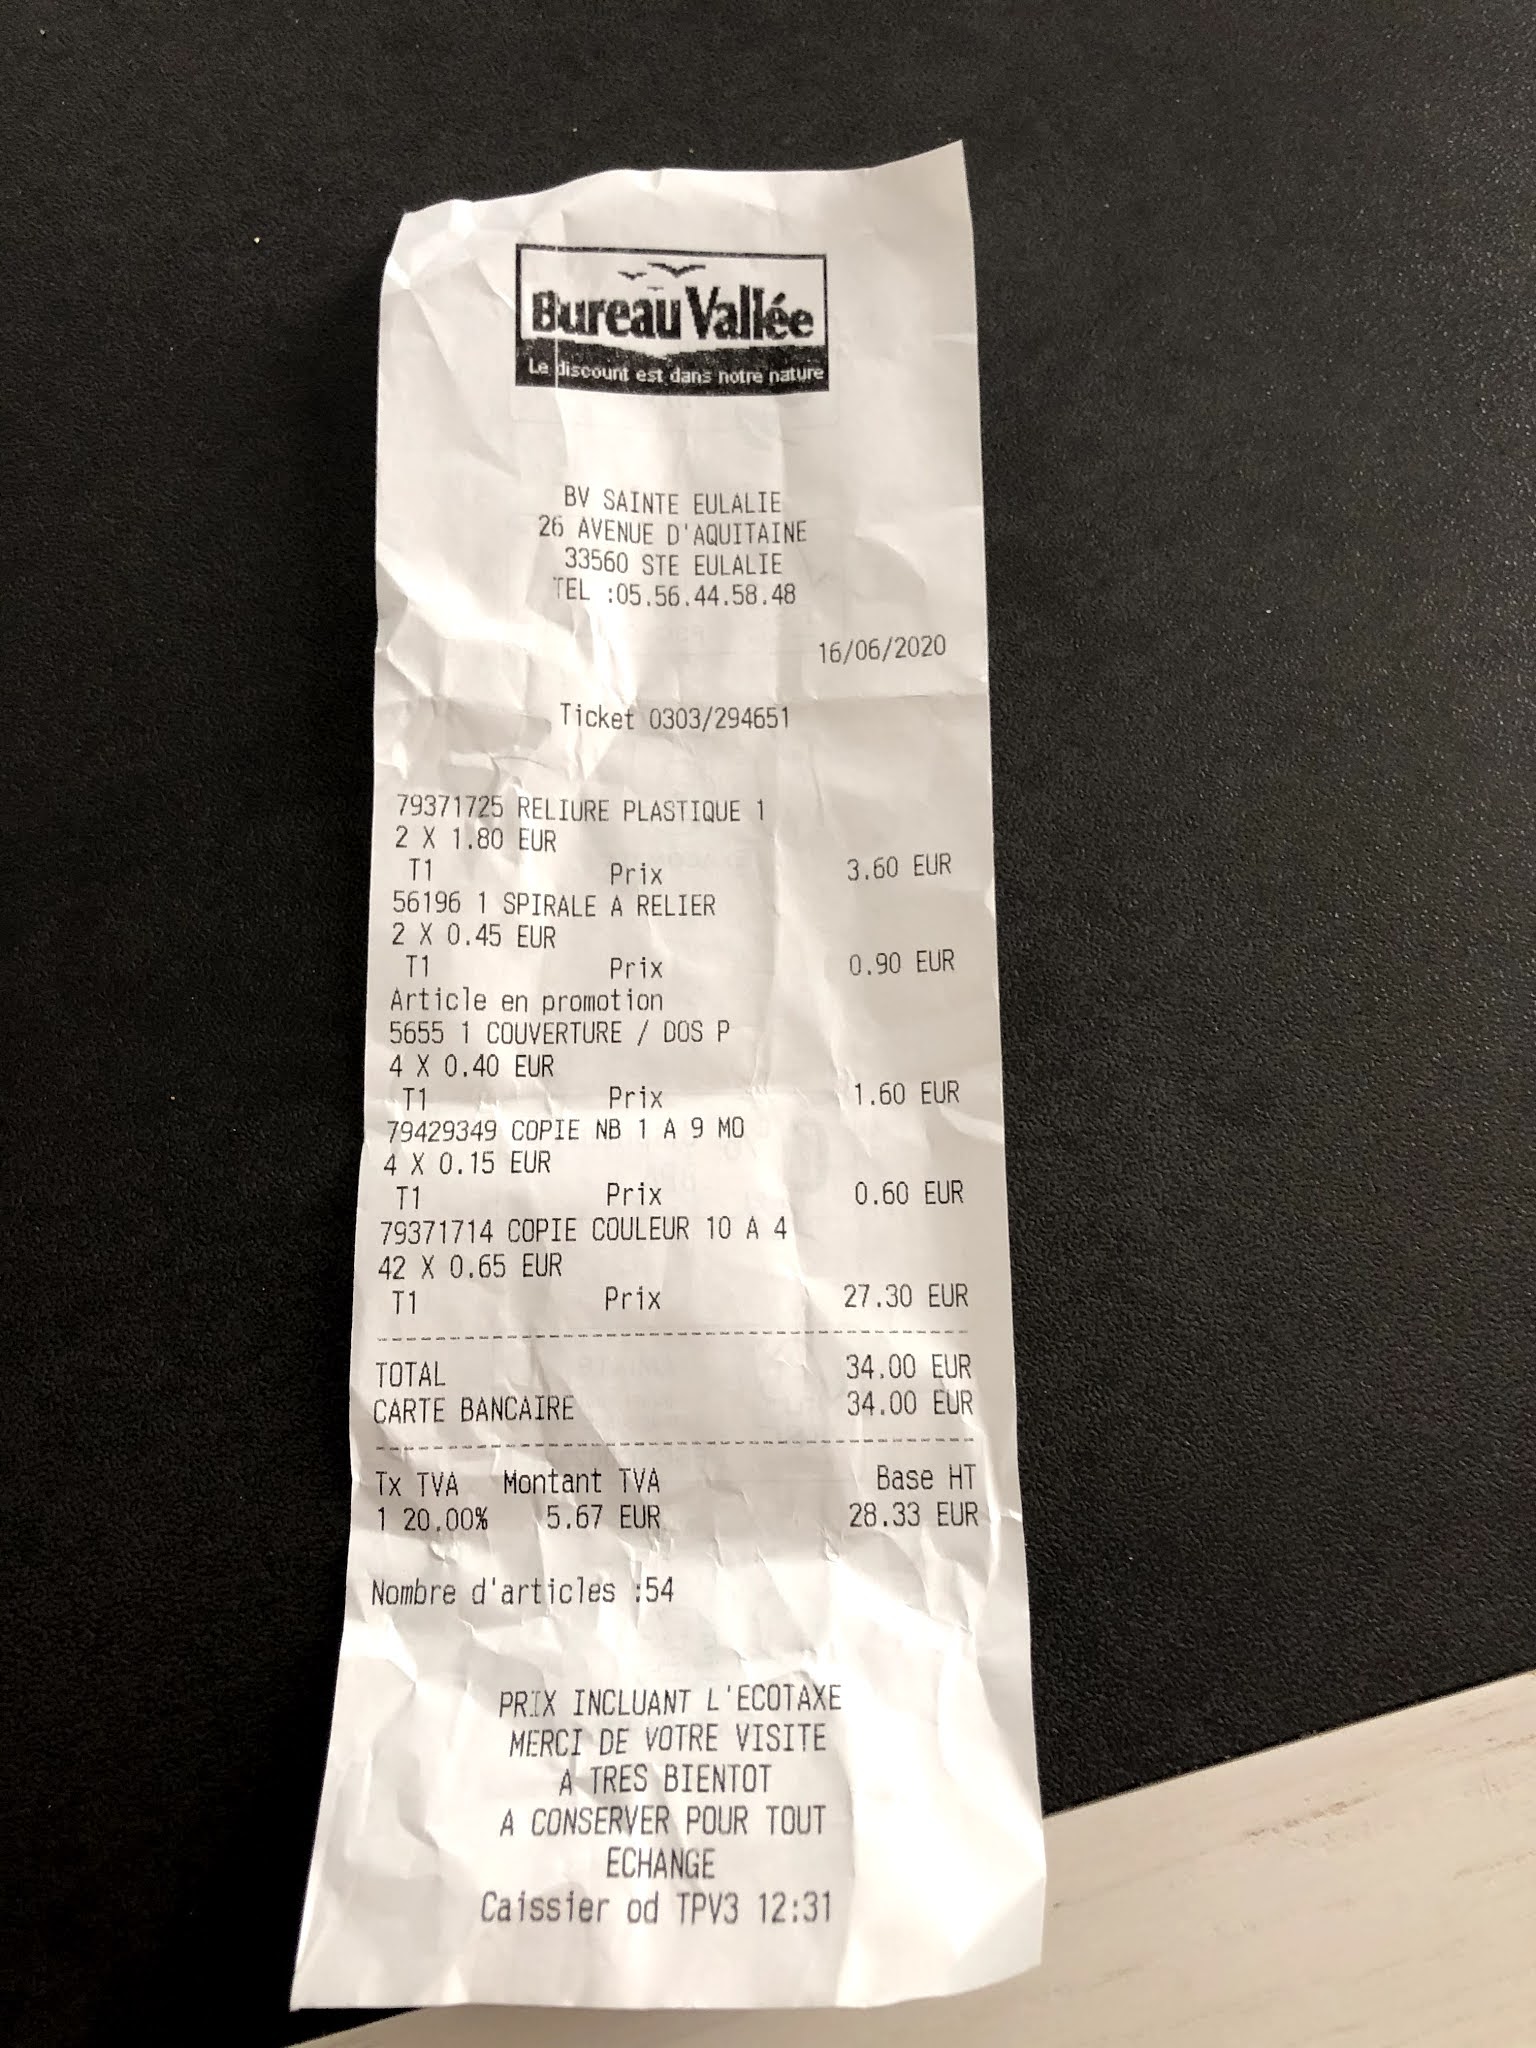 Bureau Vallée
Le discount est dans notre nature
BV SAINTE EULALIE
26 AVENUE D'AQUITAINE
33560 STE EULALIE
TEL :05.56.44.58.48
16/06/2020
Ticket 0303/294651
79371725 RELIURE PLASTIQUE 1
2 X 1.80 EUR
T1 Prix 3.60 EUR
56196 1 SPIRALE A RELIER
2 X 0.45 EUR
T1 Prix 0.90 EUR
Article en promotion
5655 1 COUVERTURE / DOS P
4 X 0.40 EUR
T1 Prix 1.60 EUR
79429349 COPIE NB 1 A 9 MO
4 X 0.15 EUR
T1 Prix 0.60 EUR
79371714 COPIE COULEUR 10 A 4
42 X 0.65 EUR
T1 Prix 27.30 EUR
TOTAL 34.00 EUR
CARTE BANCAIRE 34.00 EUR
Tx TVA Montant TVA Base HT
1 20.00% 5.67 EUR 28.33 EUR
Nombre d'articles :54
PRIX INCLUANT L'ECOTAXE
MERCI DE VOTRE VISITE
A TRES BIENTOT
A CONSERVER POUR TOUT
ECHANGE
Caissier od TPV3 12:31